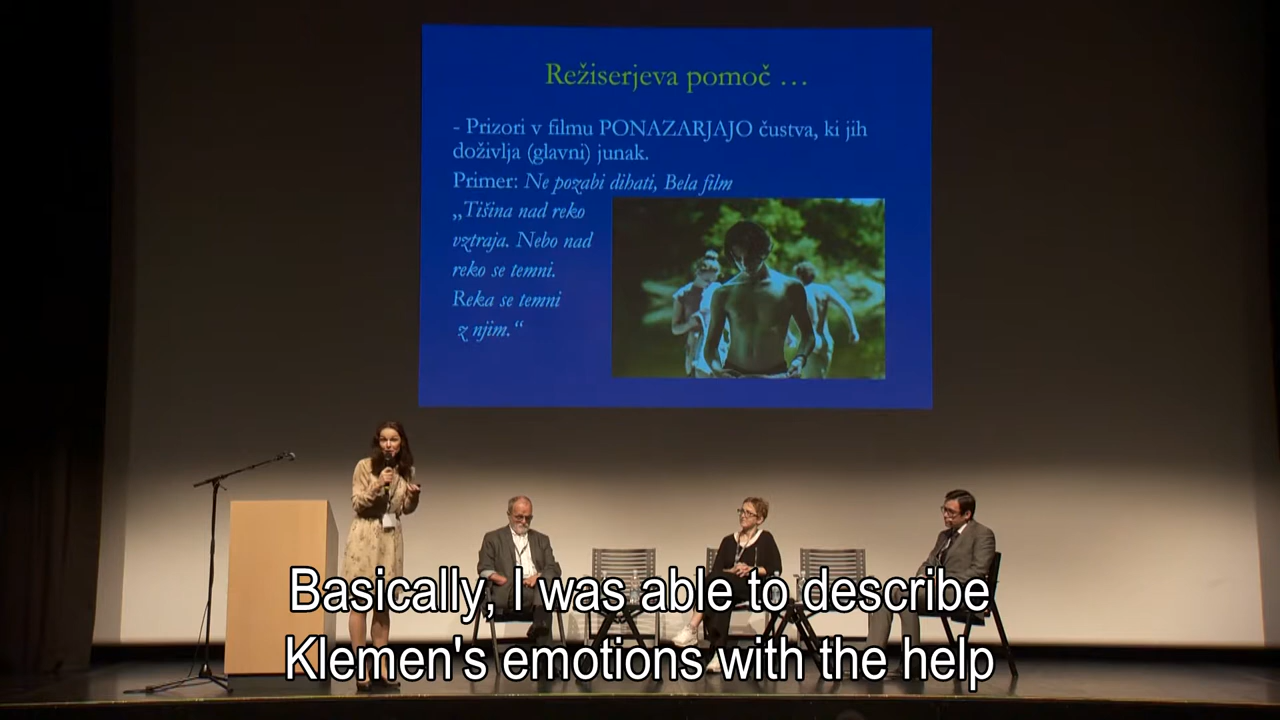 Režiserjeva pomoč …
- Prizori v filmu PONAZARJAJO čustva, ki jih
doživlja (glavni) junak.
Primer: Ne pozabi dihati, Bela film
„Tišina nad reko
vztraja. Nebo nad
reko se temni.
Reka se temni
z njim.“
Basically, I was able to describe
Klemen's emotions with the help